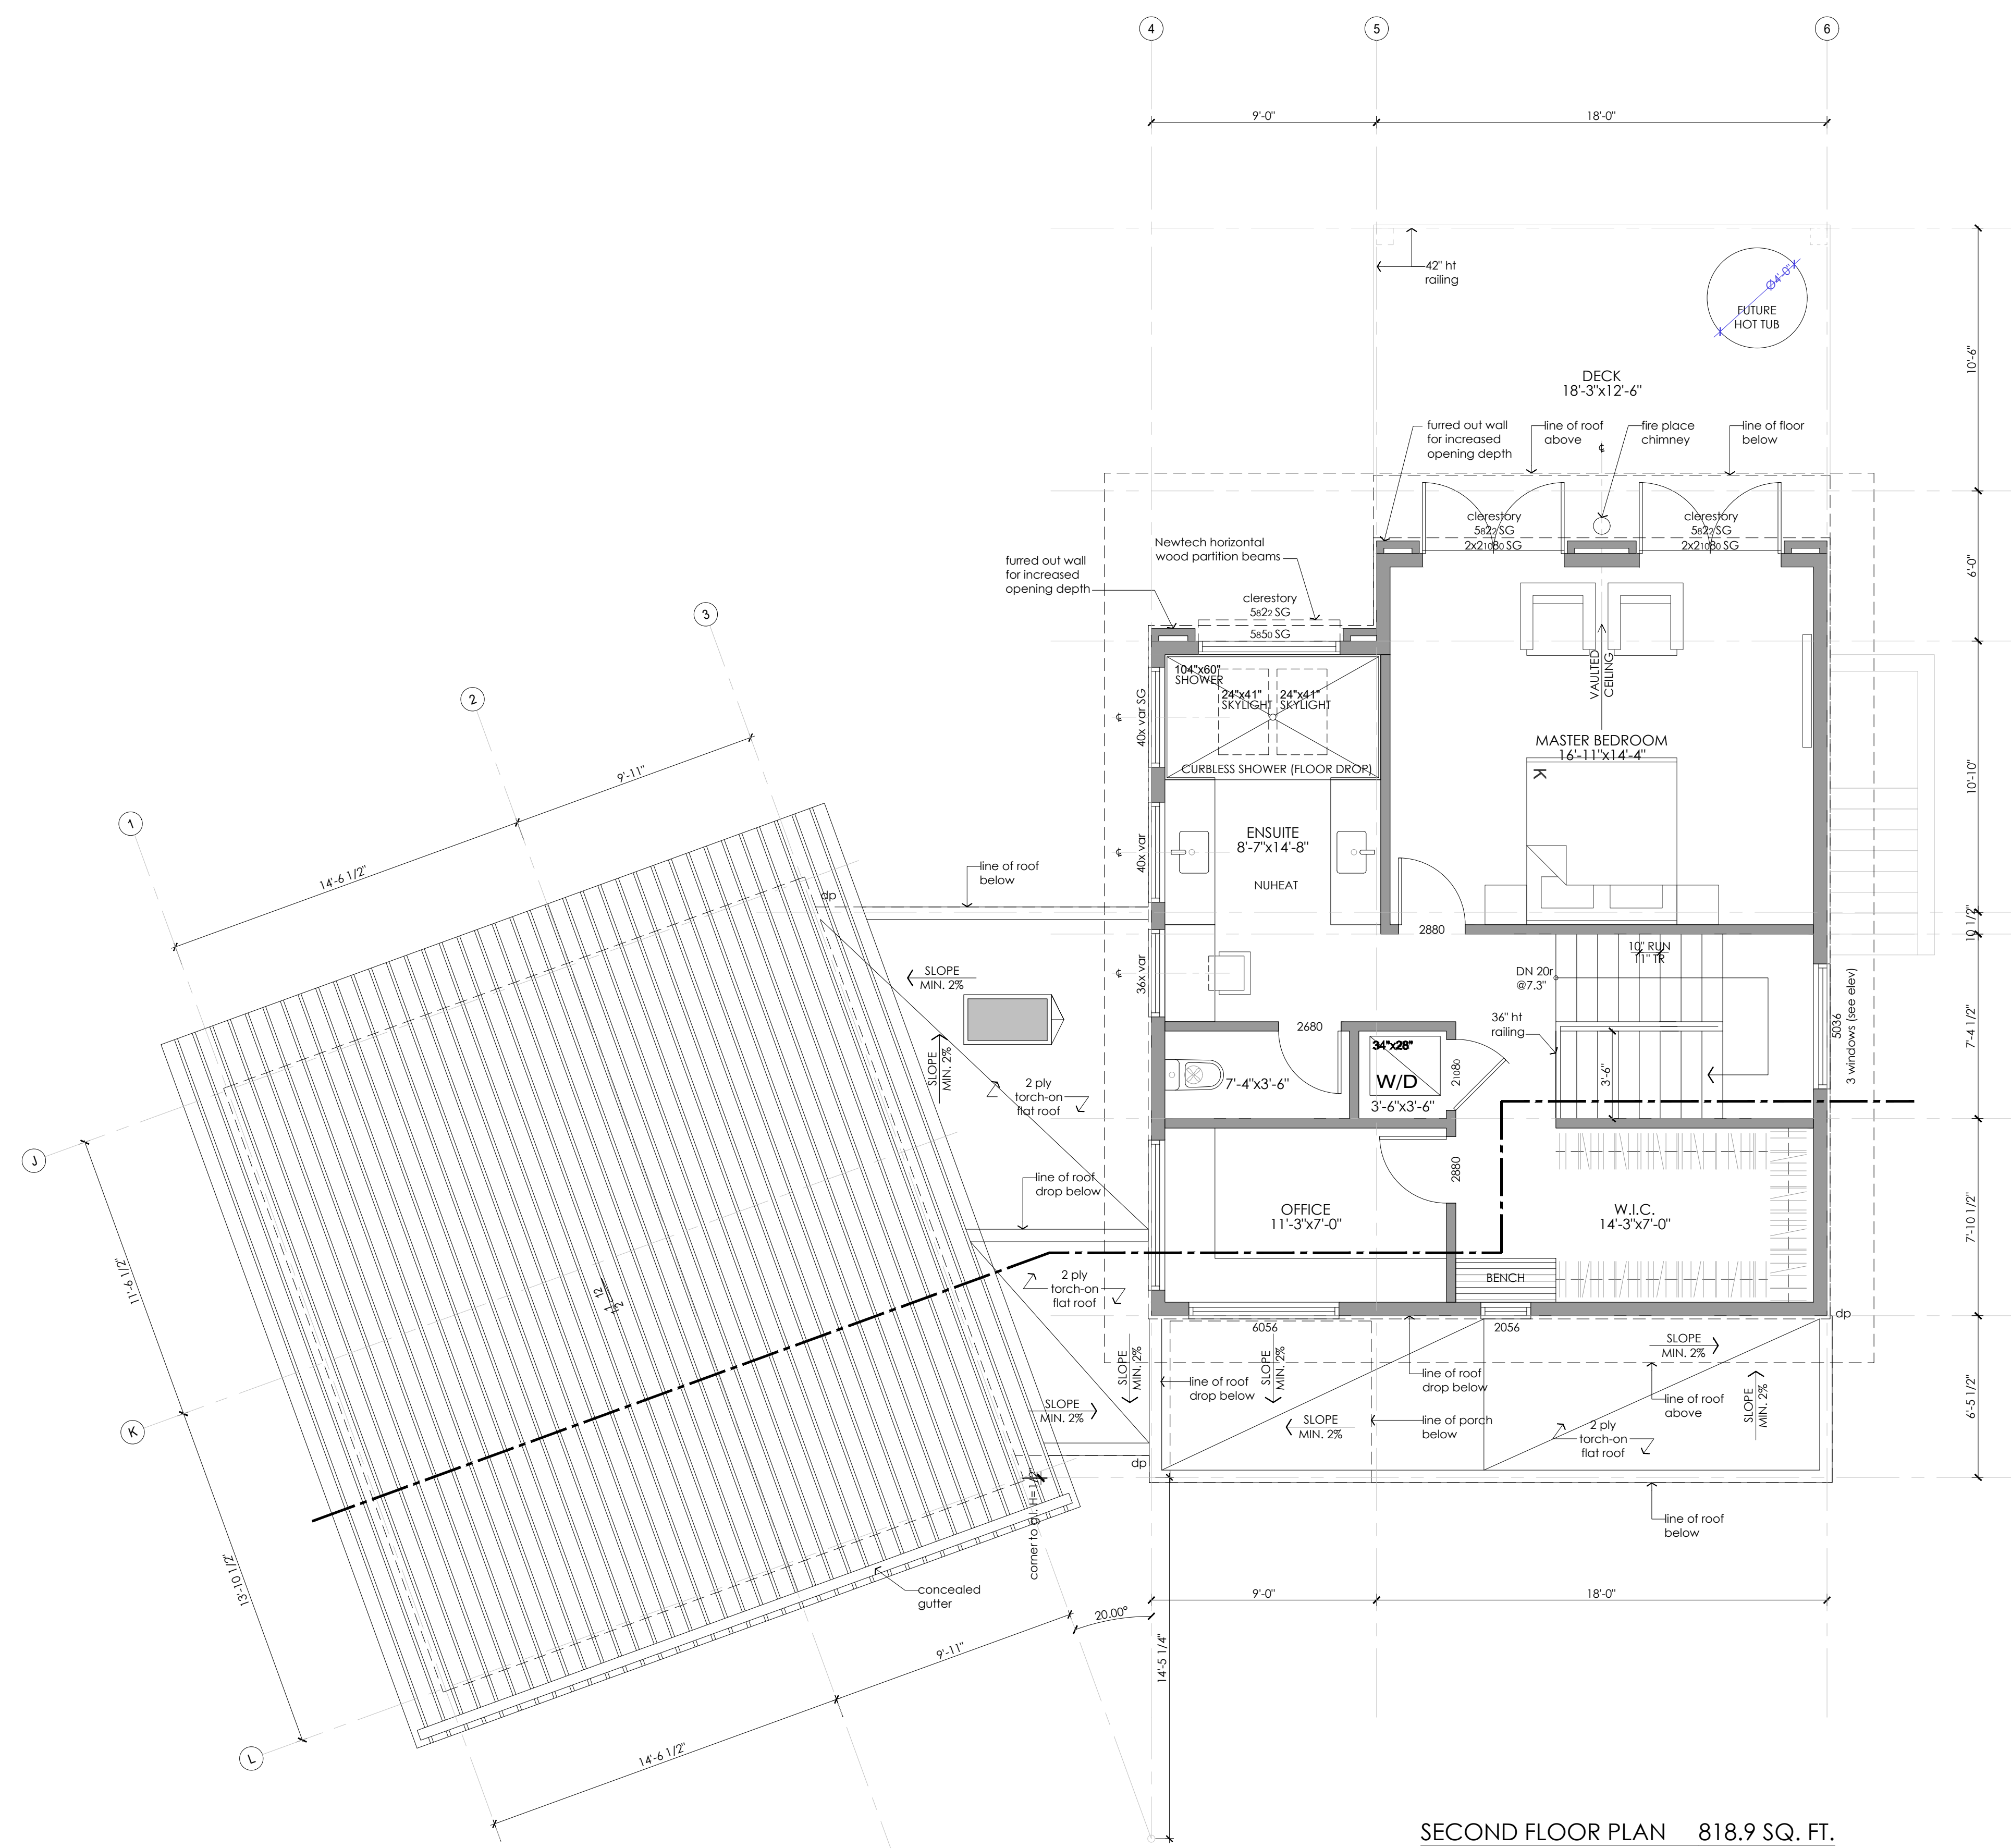 4
5
6
9'-0"
18'-0"
42" ht
railing
Ø4'-0"
FUTURE
HOT TUB
10'-6"
DECK
18'-3"x12'-6"
furred out wall
for increased
opening depth
line of roof
above
fire place
chimney
line of floor
below
clerestory
5822 SG
2x21080 SG
clerestory
5822 SG
2x21080 SG
6'-0"
Newtech horizontal
wood partition beams
furred out wall
for increased
opening depth
clerestory
5822 SG
5850 SG
104"x60"
SHOWER
24"x41"
SKYLIGHT
24"x41"
SKYLIGHT
CURBLESS SHOWER (FLOOR DROP)
40x var SG
VAULTED
CEILING
MASTER BEDROOM
16'-11"x14'-4"
K
10'-10"
3
2
1
9'-11"
14'-6 1/2"
ENSUITE
8'-7"x14'-8"
NUHEAT
40x var
line of roof
below
dp
2880
10 1/2"
10" RUN
11" TR
DN 20r
@7.3"
36" ht
railing
3'-6"
36x var
5036
3 windows (see elev)
7'-4 1/2"
SLOPE
MIN. 2%
SLOPE
MIN. 2%
2 ply
torch-on
flat roof
2680
7'-4"x3'-6"
34"x28"
W/D
3'-6"x3'-6"
21080
J
line of roof
drop below
OFFICE
11'-3"x7'-0"
2880
W.I.C.
14'-3"x7'-0"
BENCH
7'-10 1/2"
11'-6 1/2"
1
12
12
2 ply
torch-on
flat roof
6056
2056
dp
SLOPE
MIN. 2%
SLOPE
MIN. 2%
SLOPE
MIN. 2%
line of roof
drop below
line of roof
drop below
line of roof
above
SLOPE
MIN. 2%
SLOPE
MIN. 2%
SLOPE
MIN. 2%
line of porch
below
2 ply
torch-on
flat roof
6'-5 1/2"
K
dp
corner to g.l. H= 1/2"
line of roof
below
13'-10 1/2"
concealed
gutter
9'-0"
18'-0"
20.00°
14'-5 1/4"
9'-11"
14'-6 1/2"
L
SECOND FLOOR PLAN 818.9 SQ. FT.